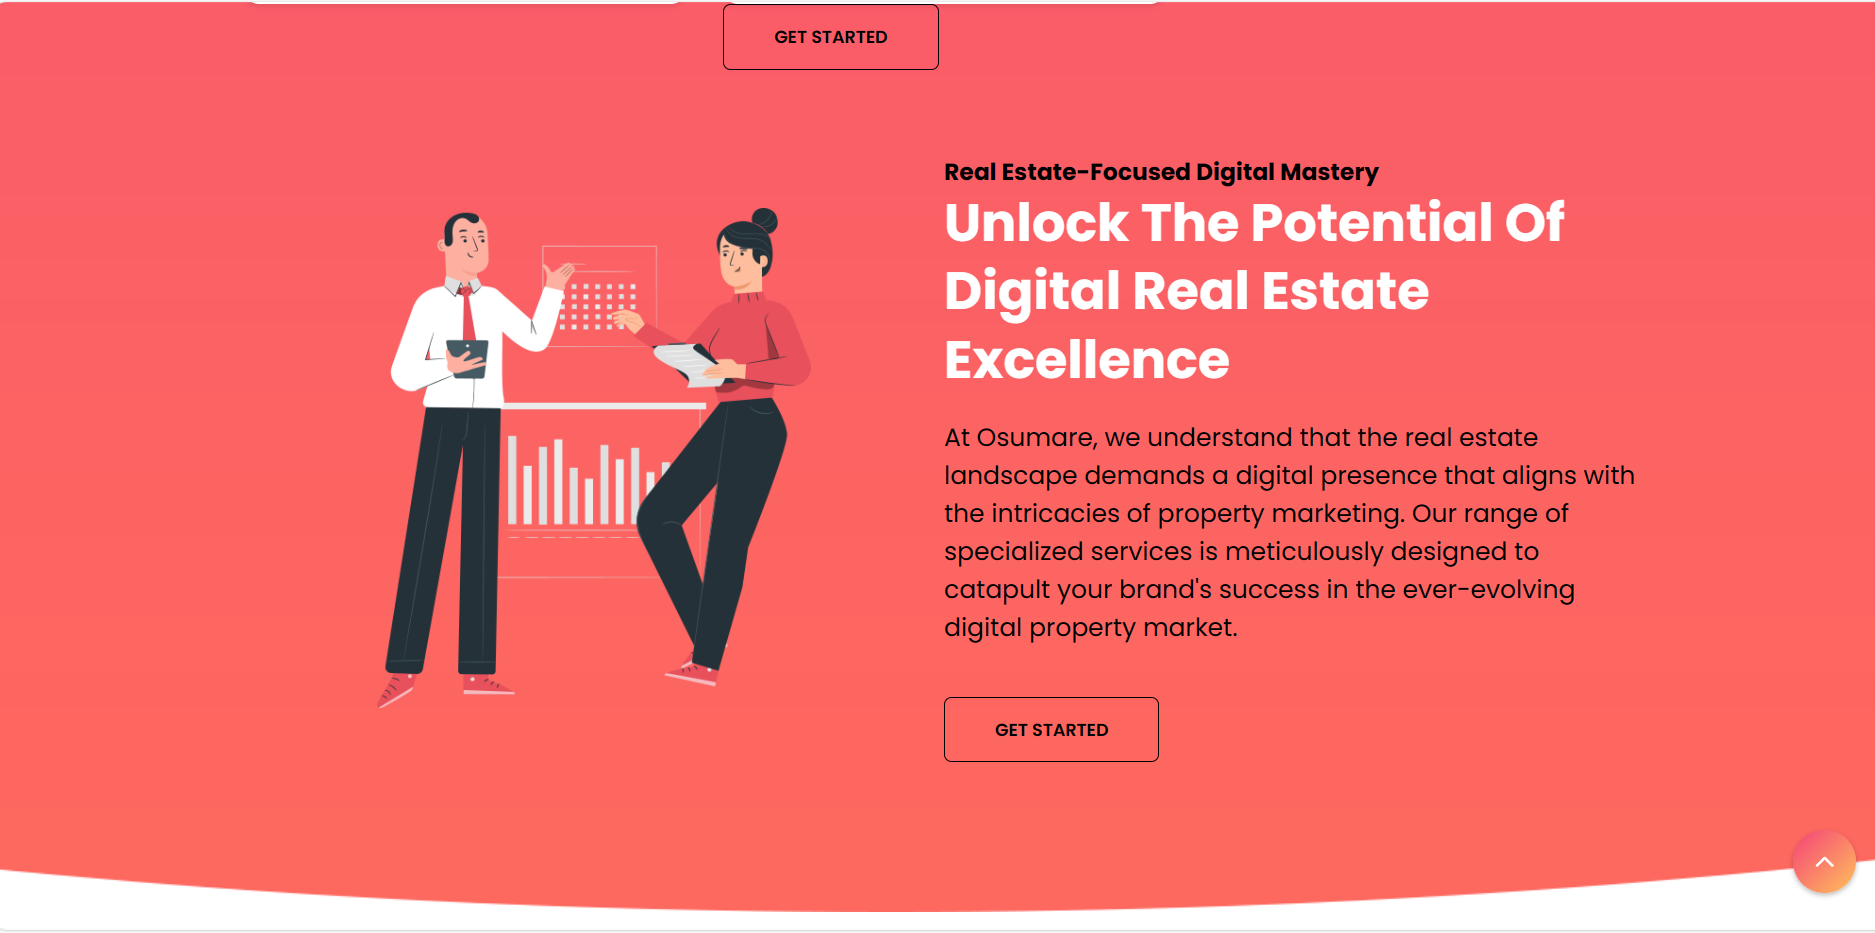 GET STARTED
Real Estate-Focused Digital Mastery
Unlock The Potential Of
Digital Real Estate
Excellence
At Osumare, we understand that the real estate
landscape demands a digital presence that aligns with
the intricacies of property marketing. Our range of
specialized services is meticulously designed to
catapult your brand's success in the ever-evolving
digital property market.
GET STARTED